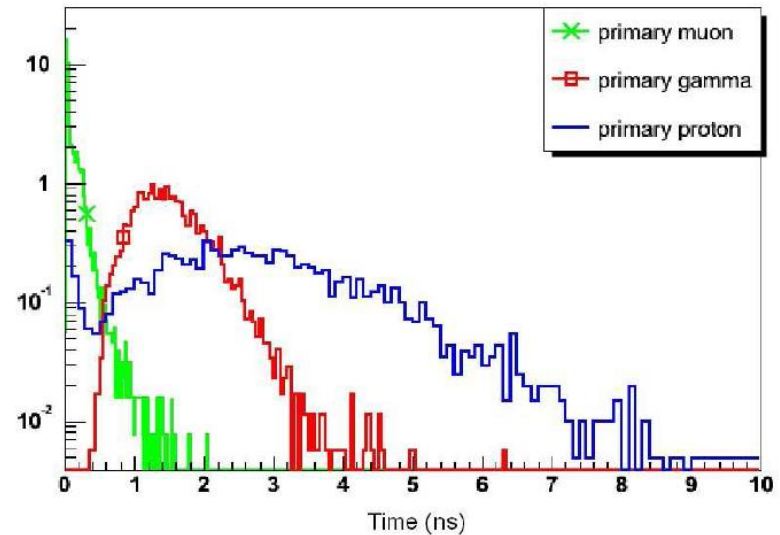 10
1
10-1
10-2
primary muon
primary gamma
primary proton
0 1 2 3 4 5 6 7 8 9 10
Time (ns)